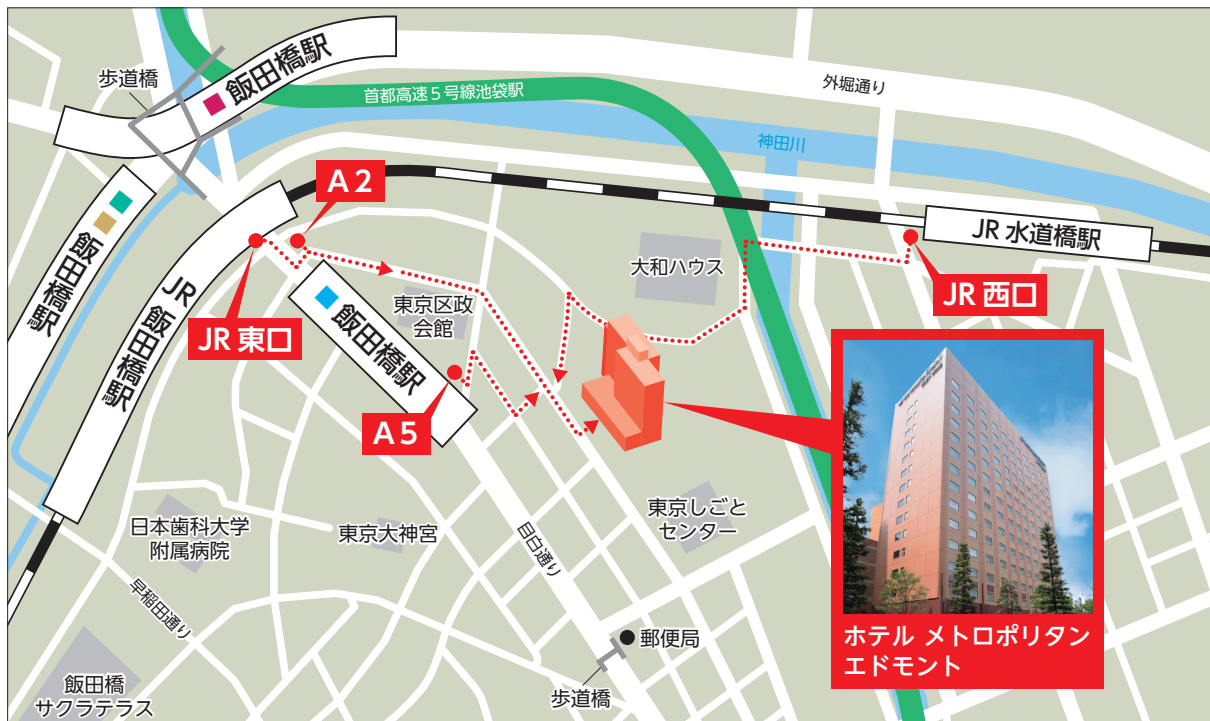 歩道橋
飯田橋駅
首都高速5号線池袋駅
外堀通り
神田川
A2
飯田橋駅
JR 飯田橋駅
JR 東口
飯田橋駅
東京区政
会館
A5
大和ハウス
JR 水道橋駅
JR 西口
日本歯科大学
附属病院
東京大神宮
目白通り
東京しごと
センター
早稲田通り
郵便局
歩道橋
飯田橋
サクラテラス
ホテル メトロポリタン
エドモント